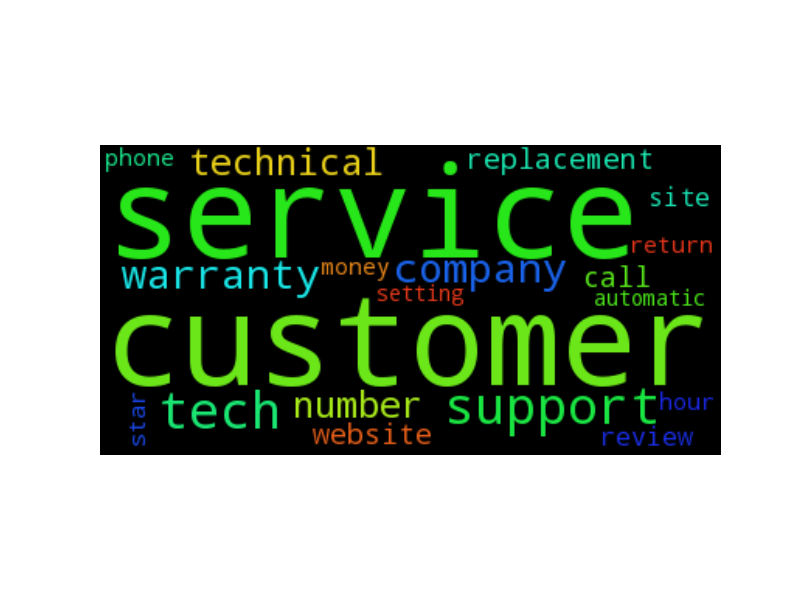 phone technical replacement
service
site
return
warranty money company call
setting automatic
customer
star tech number support hour
website review